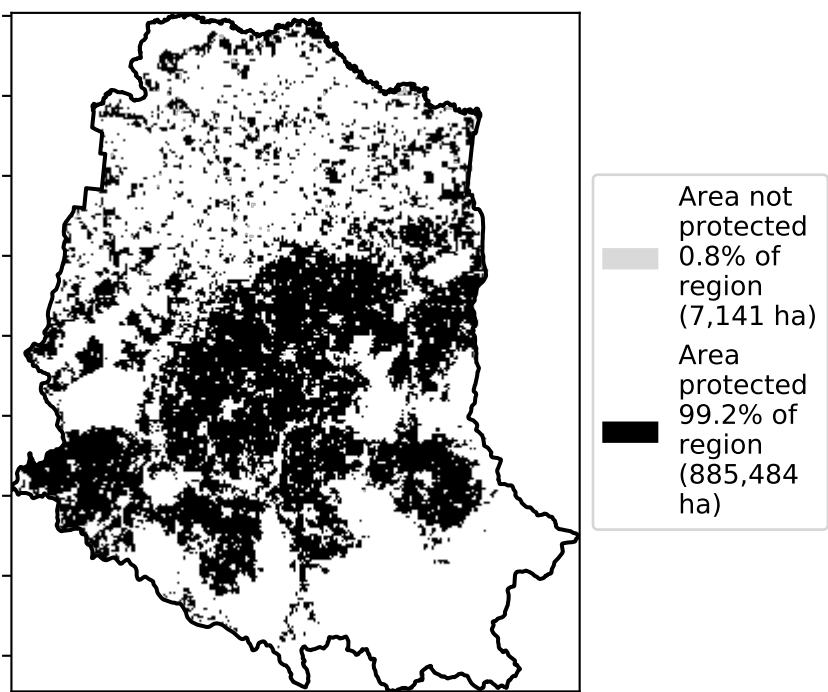 Area not
protected
0.8% of
region
(7,141 ha)
Area
protected
99.2% of
region
(885,484
ha)